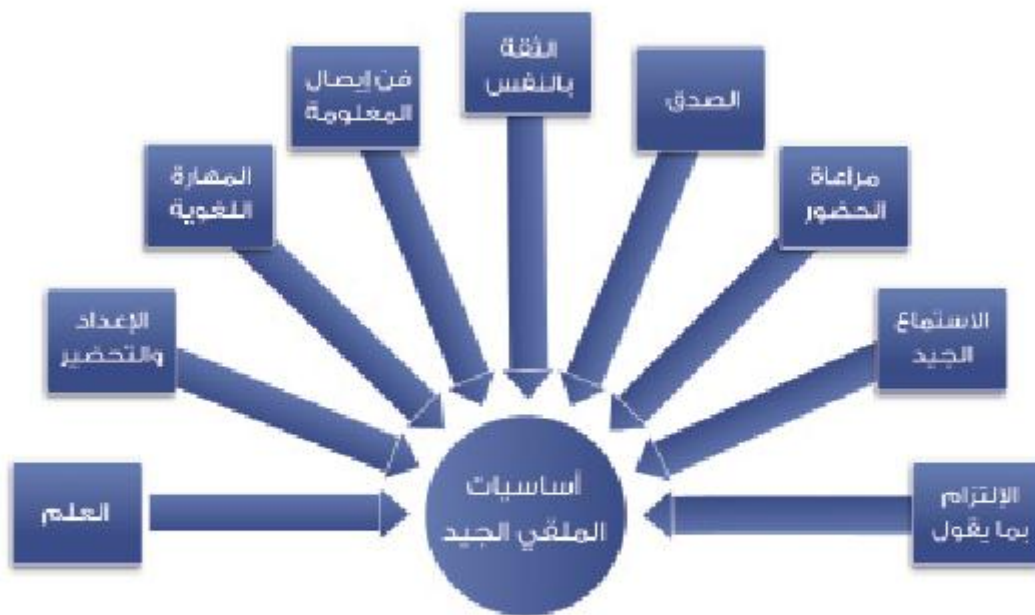 الثقة
بالنفس
فن إيصال
المعلومة
الصدق
المهارة
اللغوية
مراعاة
الحضور
الإعداد
والتحضير
الاستماع
الجيد
العلم
أساسيات
الملقي الجيد
الإلتزام
بما يقول